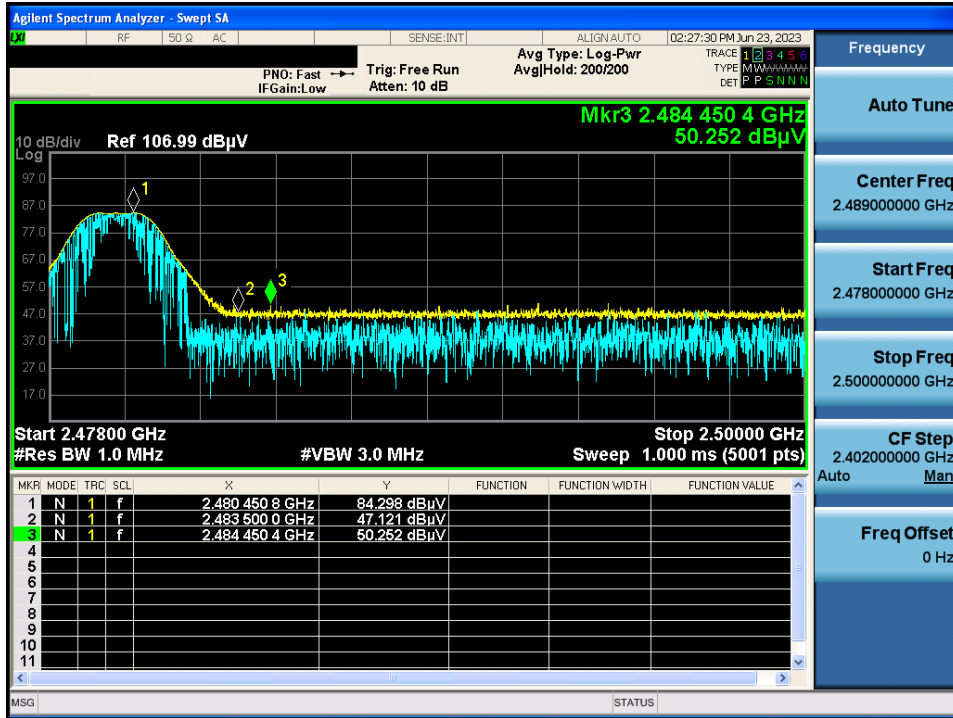 Agilent Spectrum Analyzer - Swept SA
LXI RF 50 Ω AC SENSE:INT ALIGN AUTO 02:27:30 PM Jun 23, 2023
PNO: Fast Trig: Free Run Avg Type: Log-Pwr TRACE 1 2 3 4 5 6
IFGain:Low Atten: 10 dB Avg|Hold: 200/200 TYPE M W W W W W W
DET P P S N N N
Mkr3 2.484 450 4 GHz
50.252 dBµV
10 dB/div Ref 106.99 dBµV
Log
97.0
87.0
77.0
67.0
57.0
47.0
37.0
27.0
17.0
1
2
3
Start 2.47800 GHz Stop 2.50000 GHz
#Res BW 1.0 MHz #VBW 3.0 MHz Sweep 1.000 ms (5001 pts)
MKR MODE TRC SCL X Y FUNCTION FUNCTION WIDTH FUNCTION VALUE
1 N 1 f 2.480 450 8 GHz 84.298 dBµV
2 N 1 f 2.483 500 0 GHz 47.121 dBµV
3 N 1 f 2.484 450 4 GHz 50.252 dBµV
4
5
6
7
8
9
10
11
MSG STATUS
Frequency
Auto Tune
Center Freq
2.489000000 GHz
Start Freq
2.478000000 GHz
Stop Freq
2.500000000 GHz
CF Step
2.402000000 GHz
Auto Man
Freq Offset
0 Hz